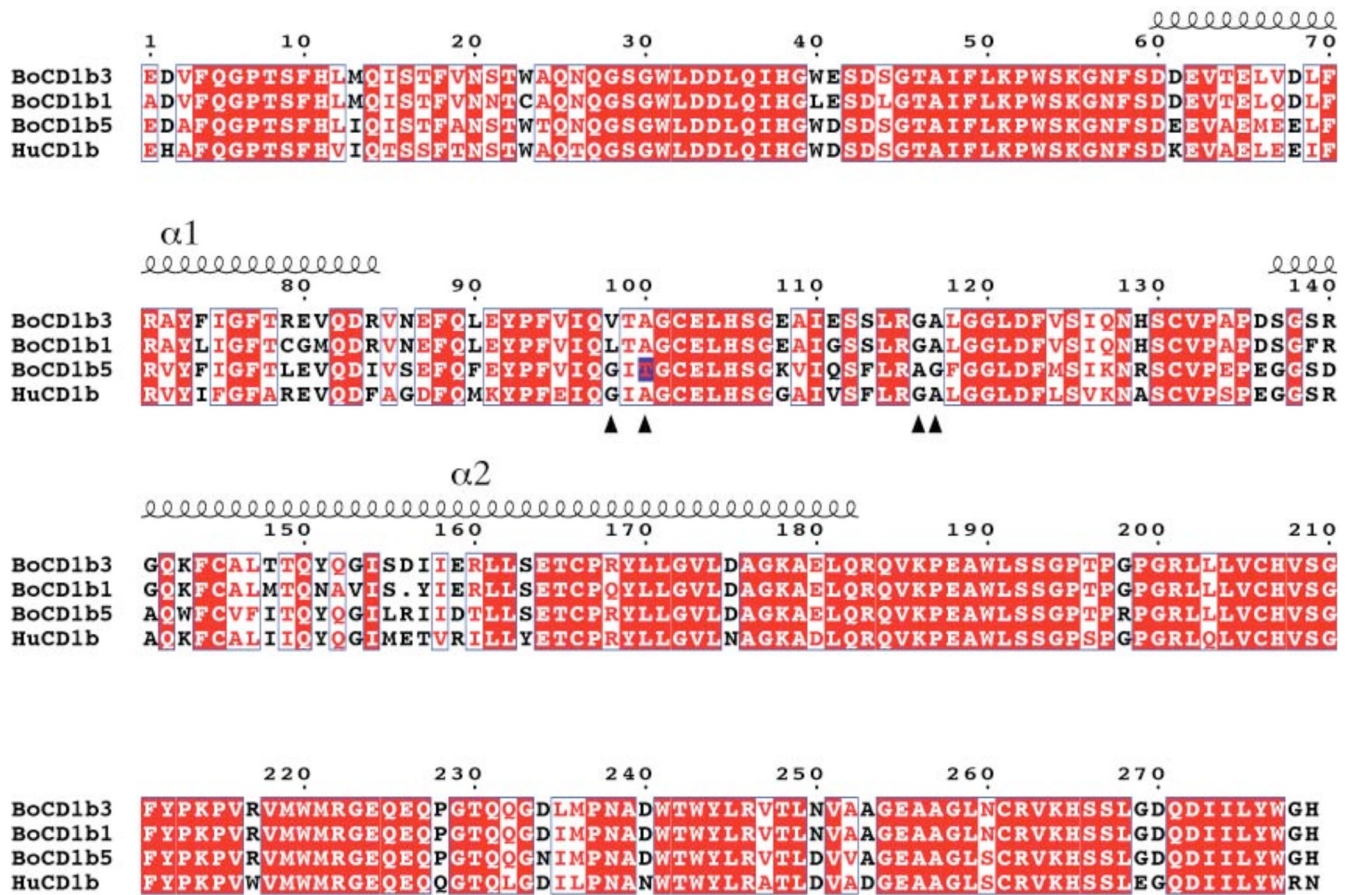 1 10 20 30 40 50 60 70
BoCD1b3 EDVFQGPTSFHLMQISTFVNSTWAQNQGSGWLDDLQIHGWESDSGTAIFLKPWSKGNFSDDEVTELVDLF
BoCD1b1 ADVFQGPTSFHLMQISTFVNNTCAQNQGSGWLDDLQIHGLESDLGTAIFLKPWSKGNFSDDEVTELQDLF
BoCD1b5 EDAFQGPTSFHLIQISTFANSTWTQNQGSGWLDDLQIHGWDSDSGTAIFLKPWSKGNFSDEEVAEMEELF
HuCD1b EHAFQGPTSFHVIQTSSFTNSTWAQTQGSGWLDDLQIHGWDSDSGTAIFLKPWSKGNFSDKEVAELEEIF
α1
80 90 100 110 120 130 140
BoCD1b3 RAYFIGFTREVQDRVNEFQLEYPFVIQVTAGCELHSGEAIESSLRGALGGLDFVSIQNHSCVPAPDSGSR
BoCD1b1 RAYLIGFTCGMQDRVNEFQLEYPFVIQLTAGCELHSGEAIGSSLRGALGGLDFVSIQNHSCVPAPDSGFR
BoCD1b5 RVYFIGFTLEVQDIVSEFQFEYPFVIQGITGCELHSGKVIQSFLRAGFGGLDFMSIKNRSCVPEPEGGSD
HuCD1b RVYIFGFAREVQDFAGDFQMKYPFEIQGIAGCELHSGGAIVSFLRGALGGLDFLSVKNASCVPSPEGGSR
α2
150 160 170 180 190 200 210
BoCD1b3 GQKFCALTTQYQGISDIIERLLSETCPRYLLGVLDAGKAELQRQVKPEAWLSSGPTPGPGRLLLVCHVSG
BoCD1b1 GQKFCALMTQNAVIS.YIERLLSETCPQYLLGVLDAGKAELQRQVKPEAWLSSGPTPGPGRLLLVCHVSG
BoCD1b5 AQWFCVFITQYQGILRIIDTLLSETCPRYLLGVLDAGKAELQRQVKPEAWLSSGPTPRPGRLLLVCHVSG
HuCD1b AQKFCALIIQYQGIMETVRILLYETCPRYLLGVLNAGKADLQRQVKPEAWLSSGPSPGPGRLQLVCHVSG
220 230 240 250 260 270
BoCD1b3 FYPKPVRVMWMRGEQEQPGTQQGDLMPNADWTWYLRVTLNVAAGEAAGLNCRVKHSSLGDQDIILYWGH
BoCD1b1 FYPKPVRVMWMRGEQEQPGTQQGDIMPNADWTWYLRVTLNVAAGEAAGLNCRVKHSSLGDQDIILYWGH
BoCD1b5 FYPKPVRVMWMRGEQEQPGTQQGNIMPNADWTWYLRVTLDVVAGEAAGLSCRVKHSSLGDQDIILYWGH
HuCD1b FYPKPVWVMWMRGEQEQQGTQLGDILPNANWTWYLRATLDVADGEAAGLSCRVKHSSLEGQDIILYWRN